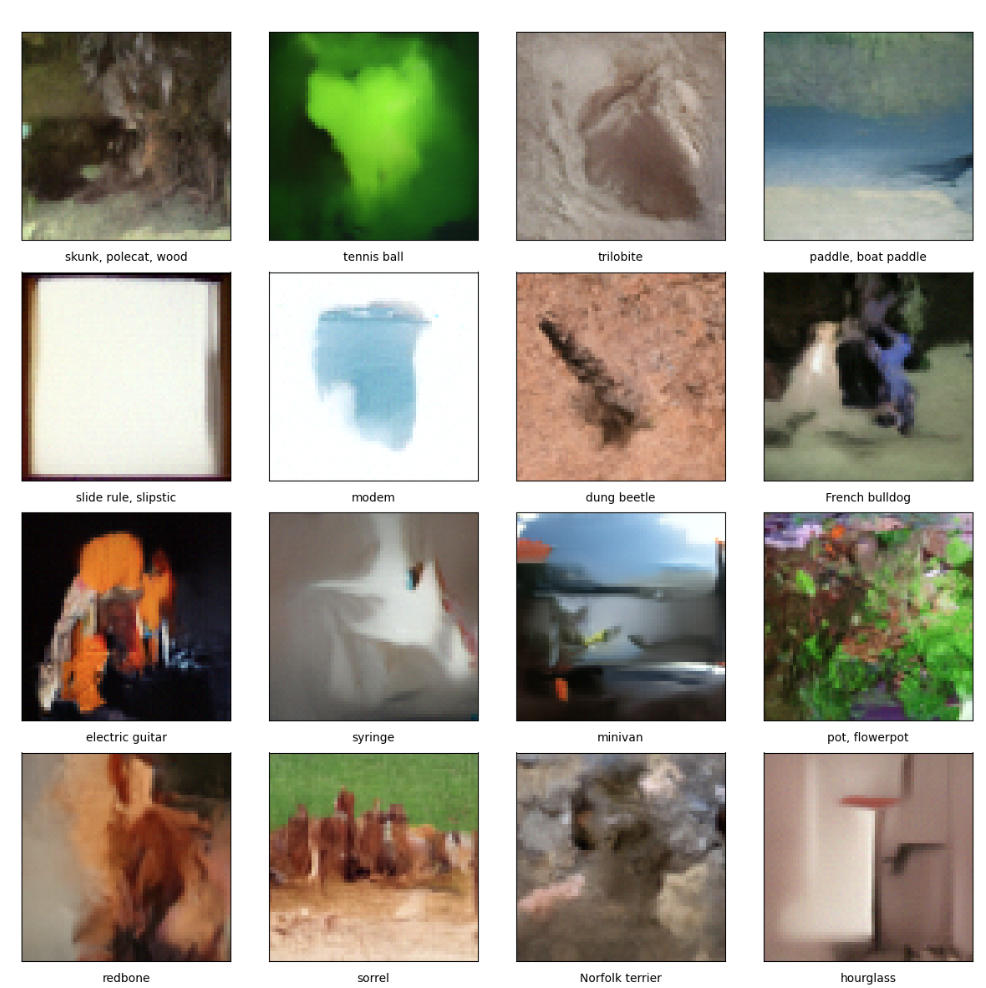 skunk, polecat, wood
tennis ball
trilobite
paddle, boat paddle
slide rule, slipstic
modem
dung beetle
French bulldog
electric guitar
syringe
minivan
pot, flowerpot
redbone
sorrel
Norfolk terrier
hourglass